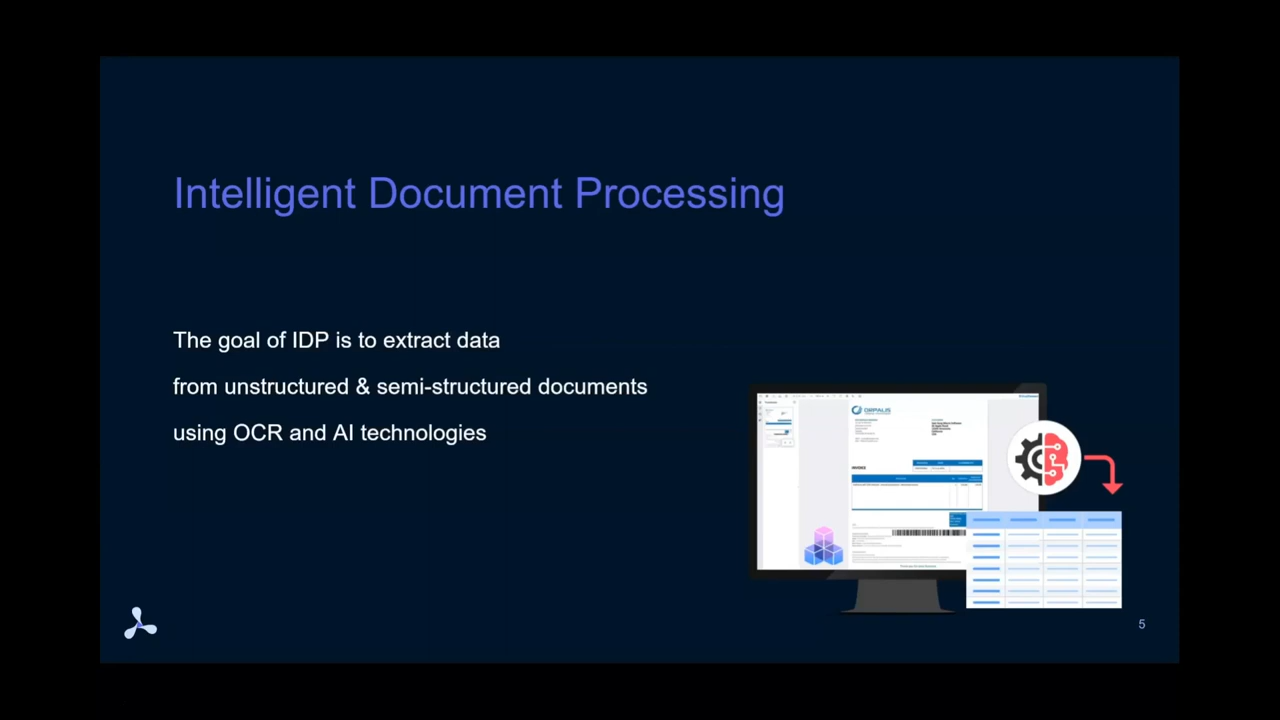 Intelligent Document Processing
The goal of IDP is to extract data
from unstructured & semi-structured documents
using OCR and AI technologies
ORPALIS
INVOICE
5